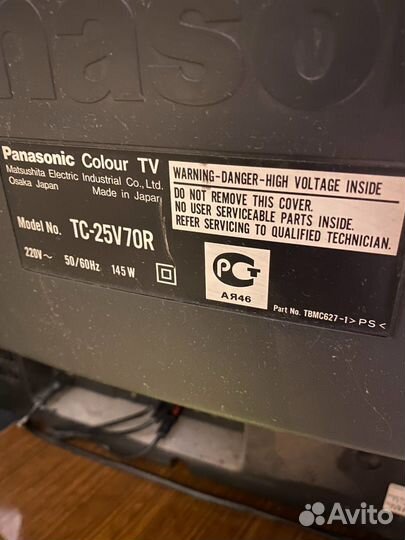 Panasonic Colour TV
Matsushita Electric Industrial Co., Ltd.
Osaka Japan Made in Japan
Model No. TC-25V70R
220V~ 50/60Hz 145W
WARNING-DANGER-HIGH VOLTAGE INSIDE
DO NOT REMOVE THIS COVER.
NO USER SERVICEABLE PARTS INSIDE.
REFER SERVICING TO QUALIFIED TECHNICIAN.
РСТ
АЯ46
Part No. TBMC627-1 >PS<
Avito